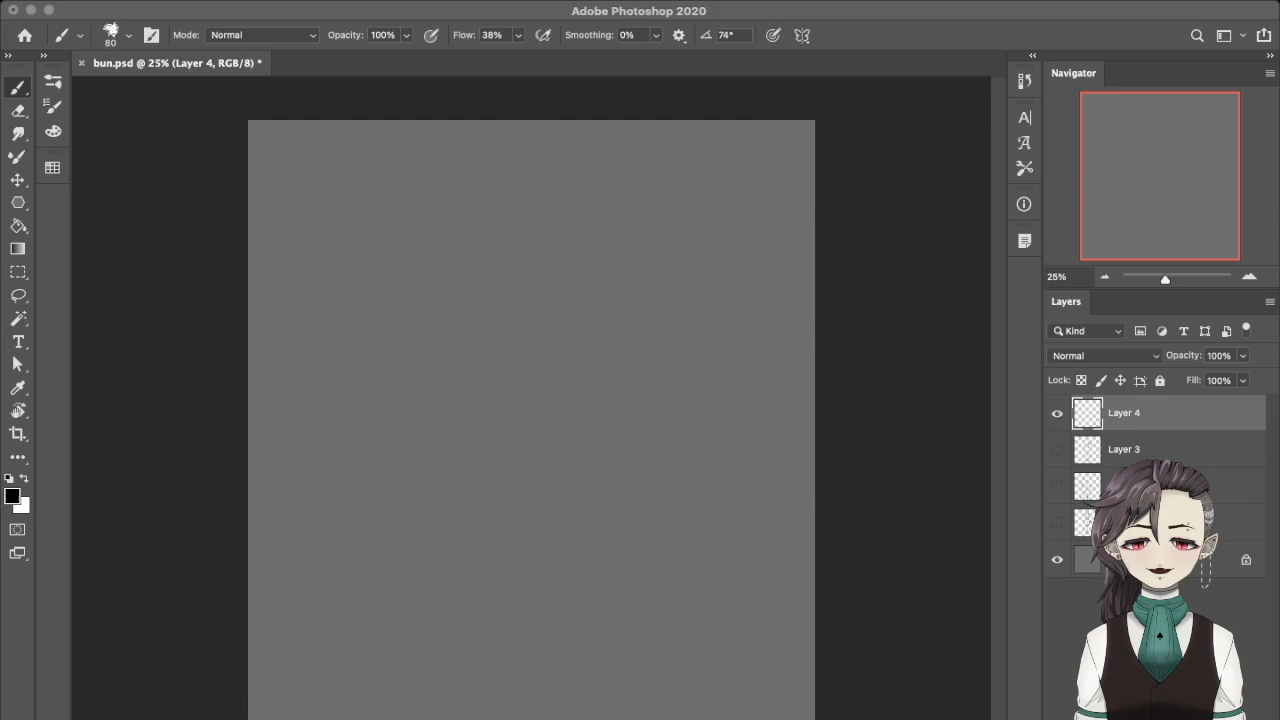 Adobe Photoshop 2020
80
Mode: Normal Opacity: 100% Flow: 38% Smoothing: 0% 74°
bun.psd @ 25% (Layer 4, RGB/8) *
Navigator
25%
Layers
Kind
Normal Opacity: 100%
Lock: Fill: 100%
Layer 4
Layer 3